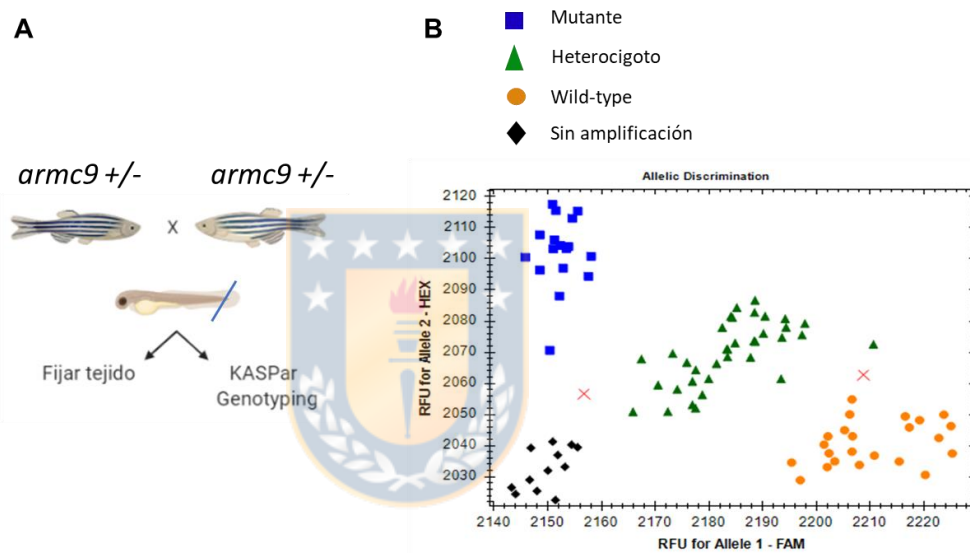 A
armc9 +/-
armc9 +/-
X
Fijar tejido
KASPar
Genotyping
B
Mutante
Heterocigoto
Wild-type
Sin amplificación
Allelic Discrimination
RFU for Allele 2 - HEX
2120
2110
2100
2090
2080
2070
2060
2050
2040
2030
2140 2150 2160 2170 2180 2190 2200 2210 2220
RFU for Allele 1 - FAM